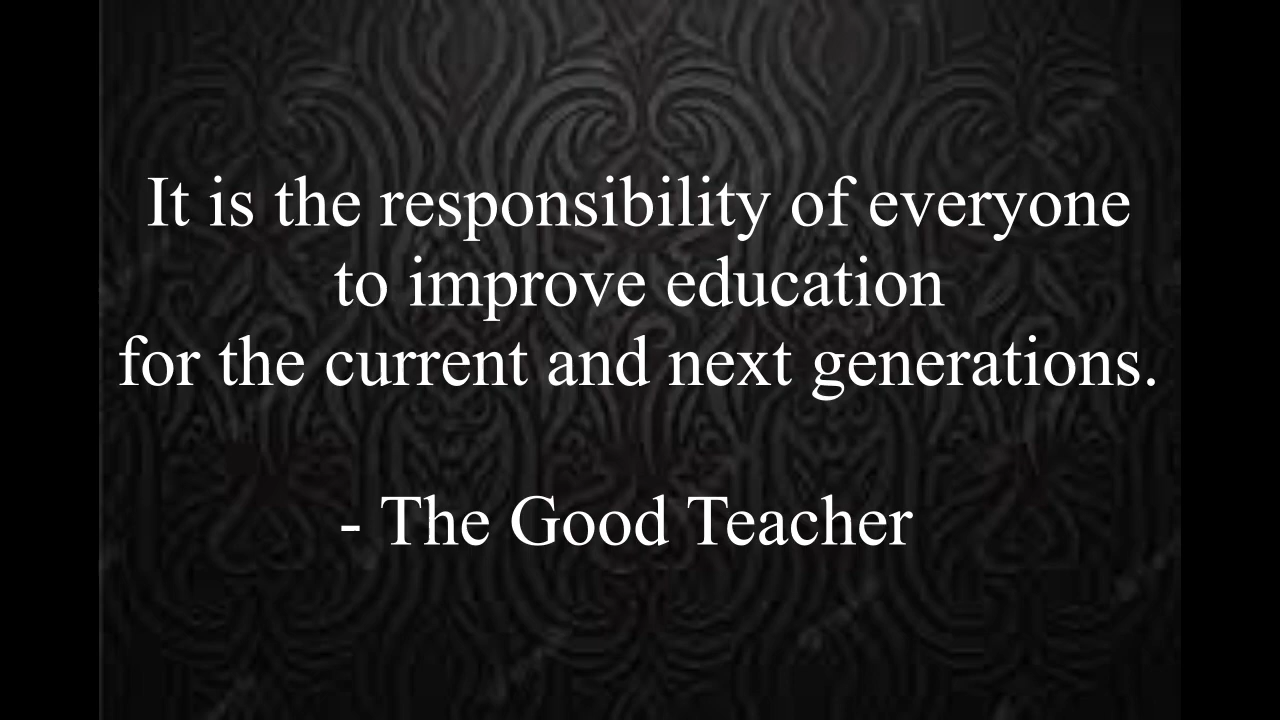 It is the responsibility of everyone
to improve education
for the current and next generations.
- The Good Teacher